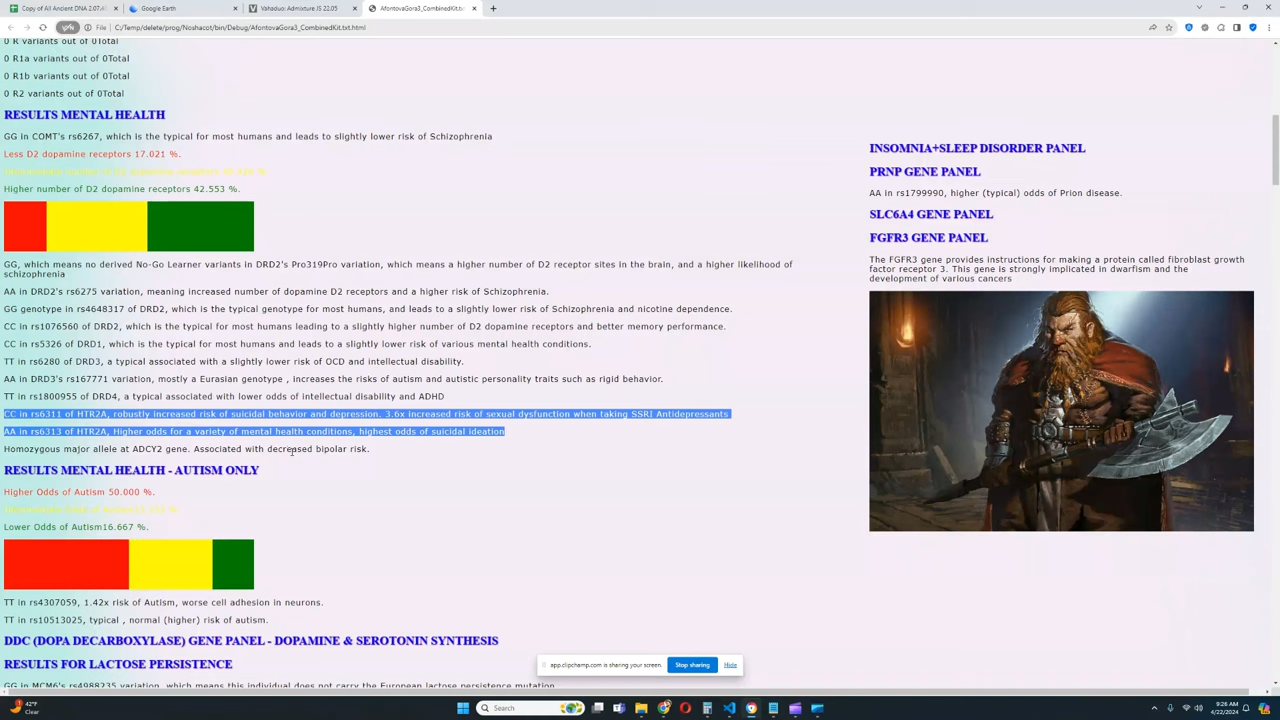 Copy of All Ancient DNA 2.07.4
Google Earth
Vahaduo: Admixture JS 22.05
AfontovaGora3_CombinedKit.txt
File
C:/Temp/delete/prog/Noshacot/bin/Debug/AfontovaGora3_CombinedKit.txt.html
0 R variants out of 0Total
0 R1a variants out of 0Total
0 R1b variants out of 0Total
0 R2 variants out of 0Total
RESULTS MENTAL HEALTH
GG in COMT's rs6267, which is the typical for most humans and leads to slightly lower risk of Schizophrenia
Less D2 dopamine receptors 17.021 %.
Higher number of D2 dopamine receptors 42.553 %.
GG, which means no derived No-Go Learner variants in DRD2's Pro319Pro variation, which means a higher number of D2 receptor sites in the brain, and a higher likelihood of
schizophrenia
AA in DRD2's rs6275 variation, meaning increased number of dopamine D2 receptors and a higher risk of Schizophrenia.
GG genotype in rs4648317 of DRD2, which is the typical genotype for most humans, and leads to a slightly lower risk of Schizophrenia and nicotine dependence.
CC in rs1076560 of DRD2, which is the typical for most humans leading to a slightly higher number of D2 dopamine receptors and better memory performance.
CC in rs5326 of DRD1, which is the typical for most humans and leads to a slightly lower risk of various mental health conditions.
TT in rs6280 of DRD3, a typical associated with a slightly lower risk of OCD and intellectual disability.
AA in DRD3's rs167771 variation, mostly a Eurasian genotype , increases the risks of autism and autistic personality traits such as rigid behavior.
TT in rs1800955 of DRD4, a typical associated with lower odds of intellectual disability and ADHD
CC in rs6311 of HTR2A, robustly increased risk of suicidal behavior and depression. 3.6x increased risk of sexual dysfunction when taking SSRI Antidepressants
AA in rs6313 of HTR2A, Higher odds for a variety of mental health conditions, highest odds of suicidal ideation
Homozygous major allele at ADCY2 gene. Associated with decreased bipolar risk.
RESULTS MENTAL HEALTH - AUTISM ONLY
Higher Odds of Autism 50.000 %.
Lower Odds of Autism16.667 %.
TT in rs4307059, 1.42x risk of Autism, worse cell adhesion in neurons.
TT in rs10513025, typical , normal (higher) risk of autism.
DDC (DOPA DECARBOXYLASE) GENE PANEL - DOPAMINE & SEROTONIN SYNTHESIS
RESULTS FOR LACTOSE PERSISTENCE
GG in MCM6's rs4988235 variation, which means this individual does not carry the European lactose persistence mutation
INSOMNIA+SLEEP DISORDER PANEL
PRNP GENE PANEL
AA in rs1799990, higher (typical) odds of Prion disease.
SLC6A4 GENE PANEL
FGFR3 GENE PANEL
The FGFR3 gene provides instructions for making a protein called fibroblast growth
factor receptor 3. This gene is strongly implicated in dwarfism and the
development of various cancers
app.clipchamp.com is sharing your screen.
Stop sharing
Hide
42°F
Clear
Search
9:26 AM
4/22/2024